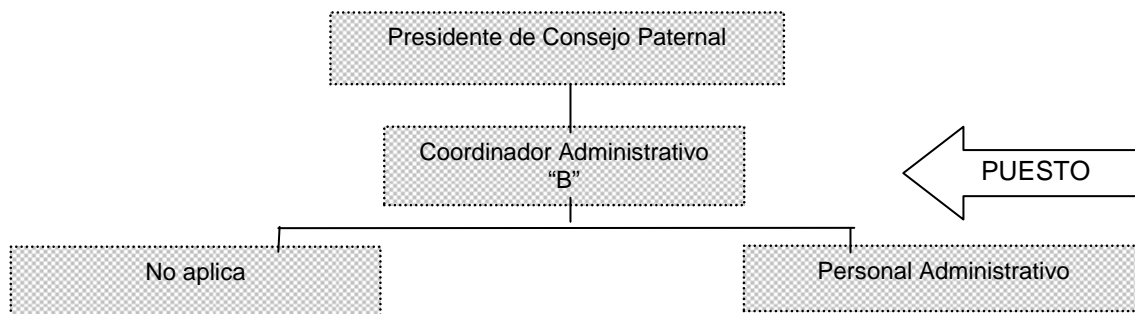 Presidente de Consejo Paternal
Coordinador Administrativo
“B”
PUESTO
No aplica
Personal Administrativo